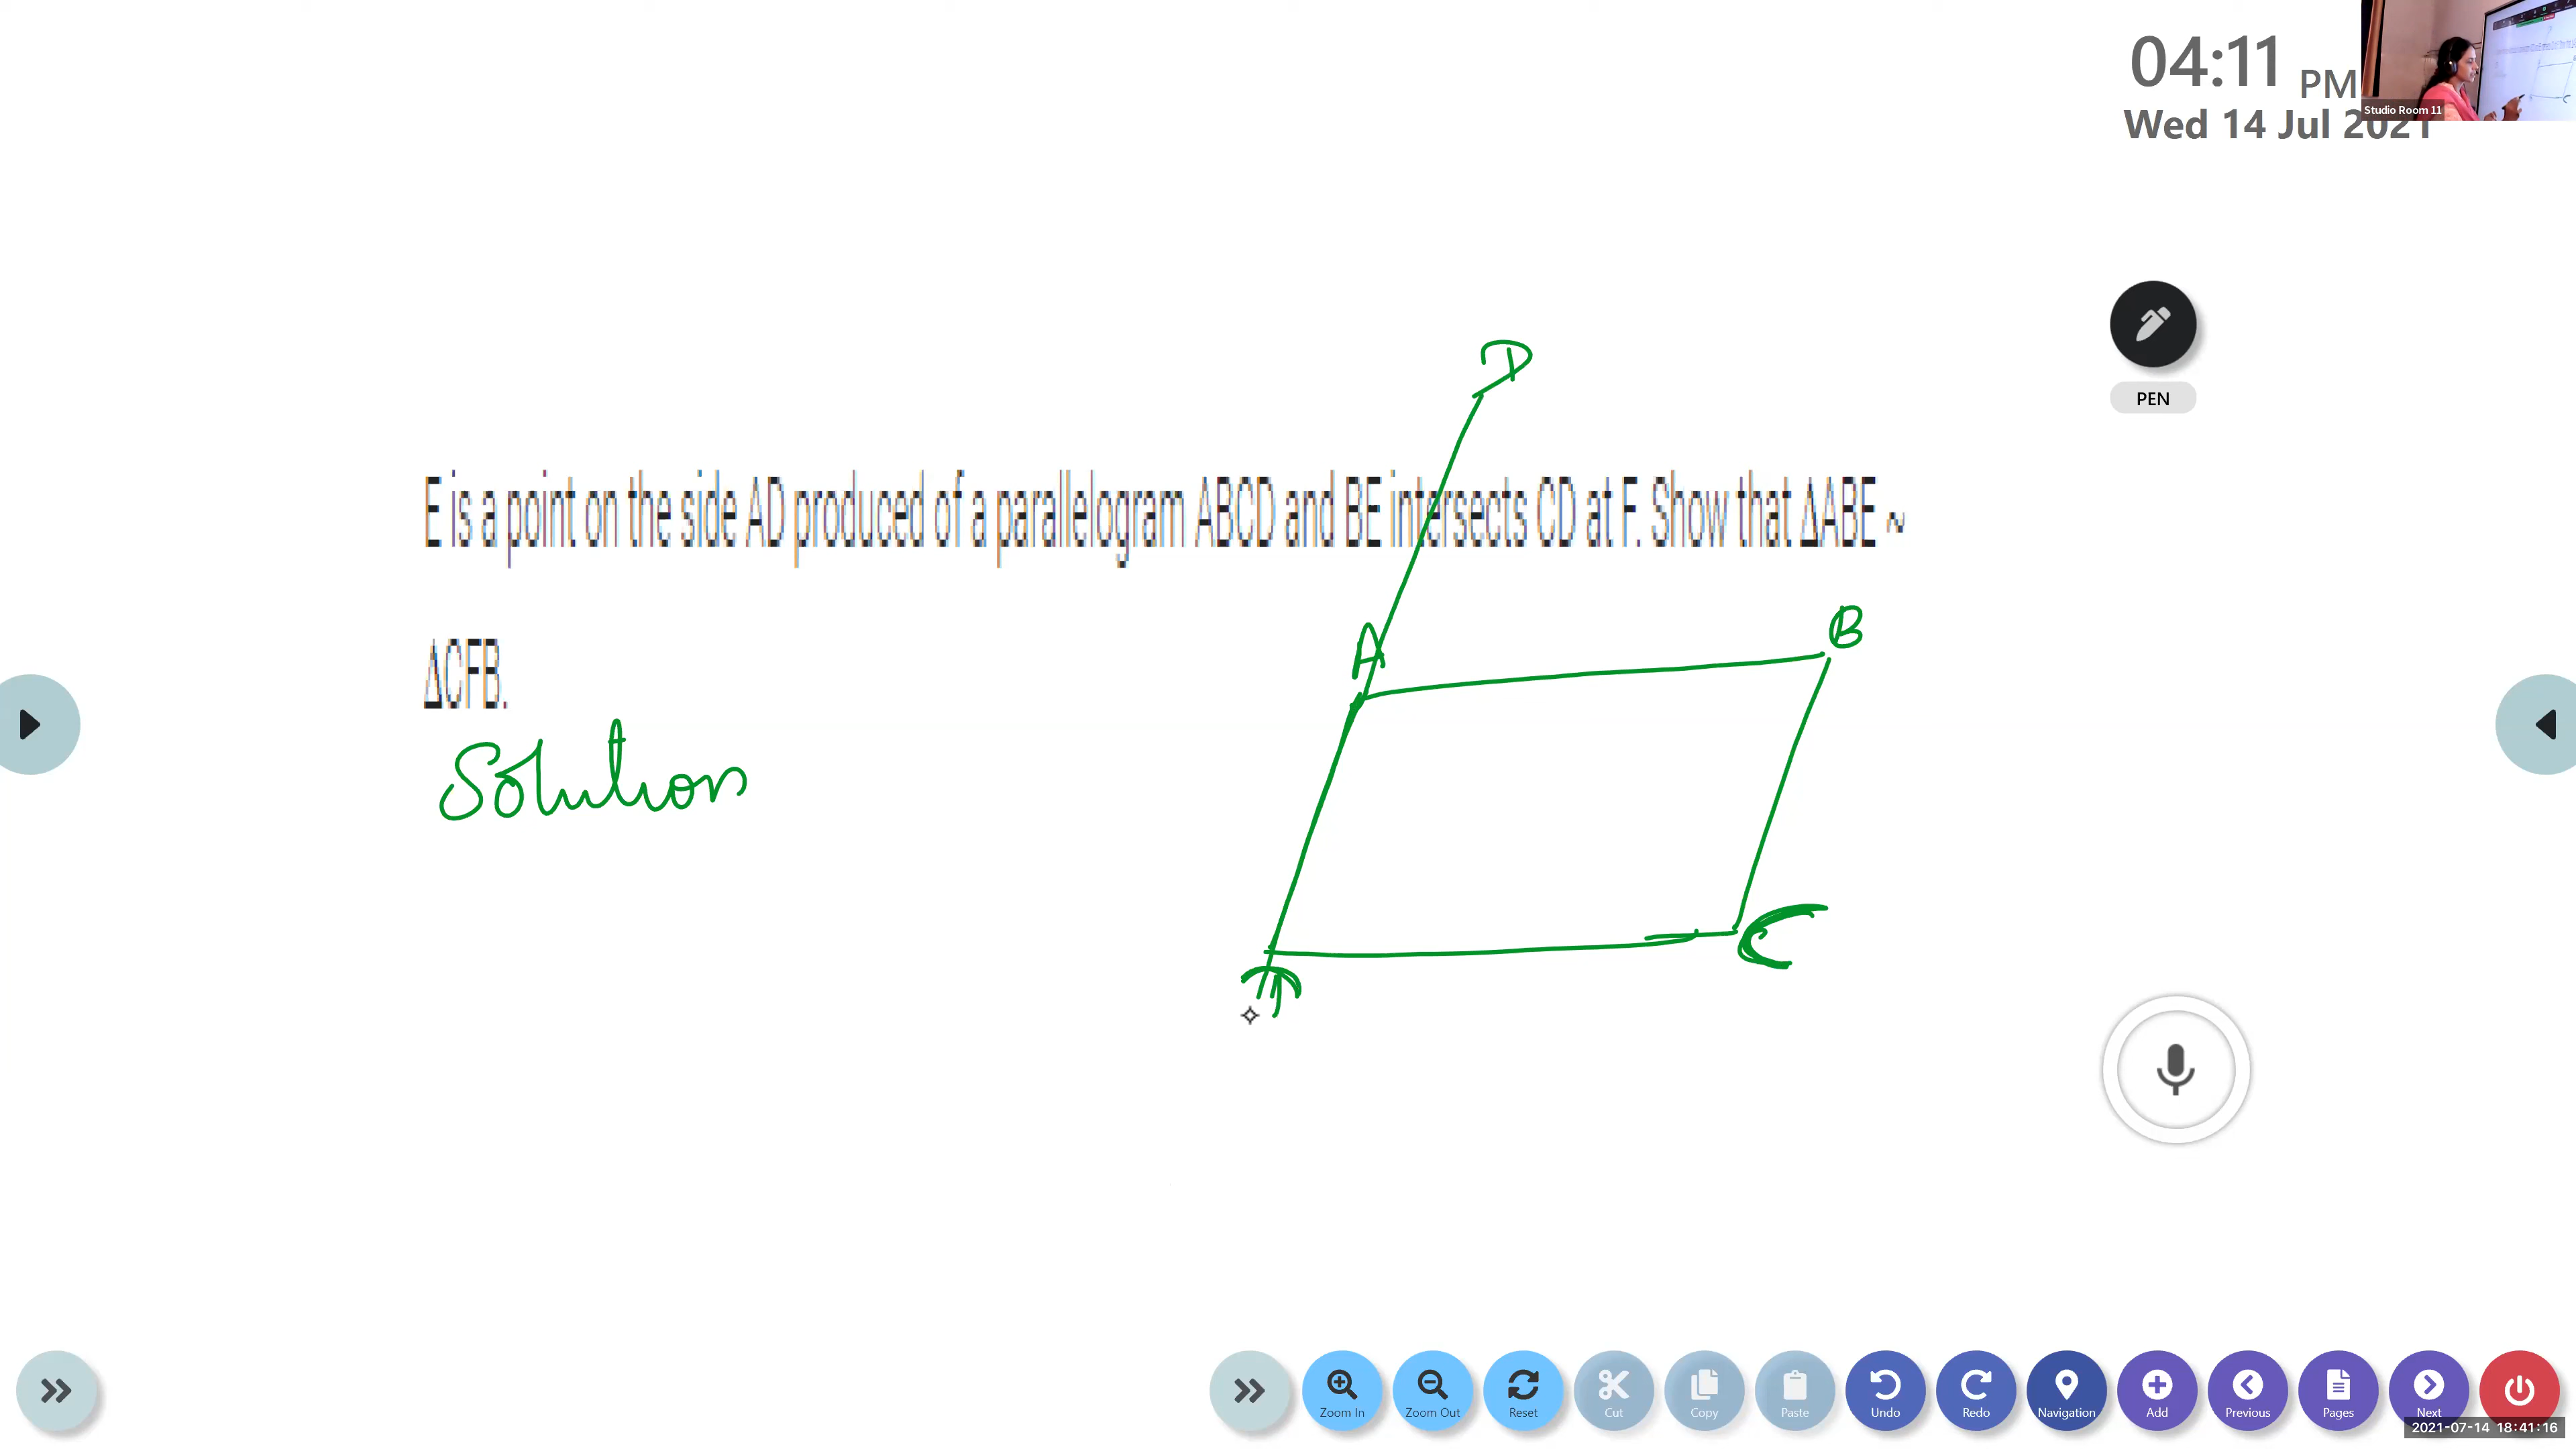 04:11 PM
Studio Room 11
Wed 14 Jul 2021
PEN
D
E is a point on the side AD produced of a parallelogram ABCD and BE intersects CD at F. Show that ΔABE ~
A
B
ΔCFB.
Solution
C
Zoom In
Zoom Out
Reset
Cut
Copy
Paste
Undo
Redo
Navigation
Add
Previous
Pages
Next
2021-07-14 18:41:16